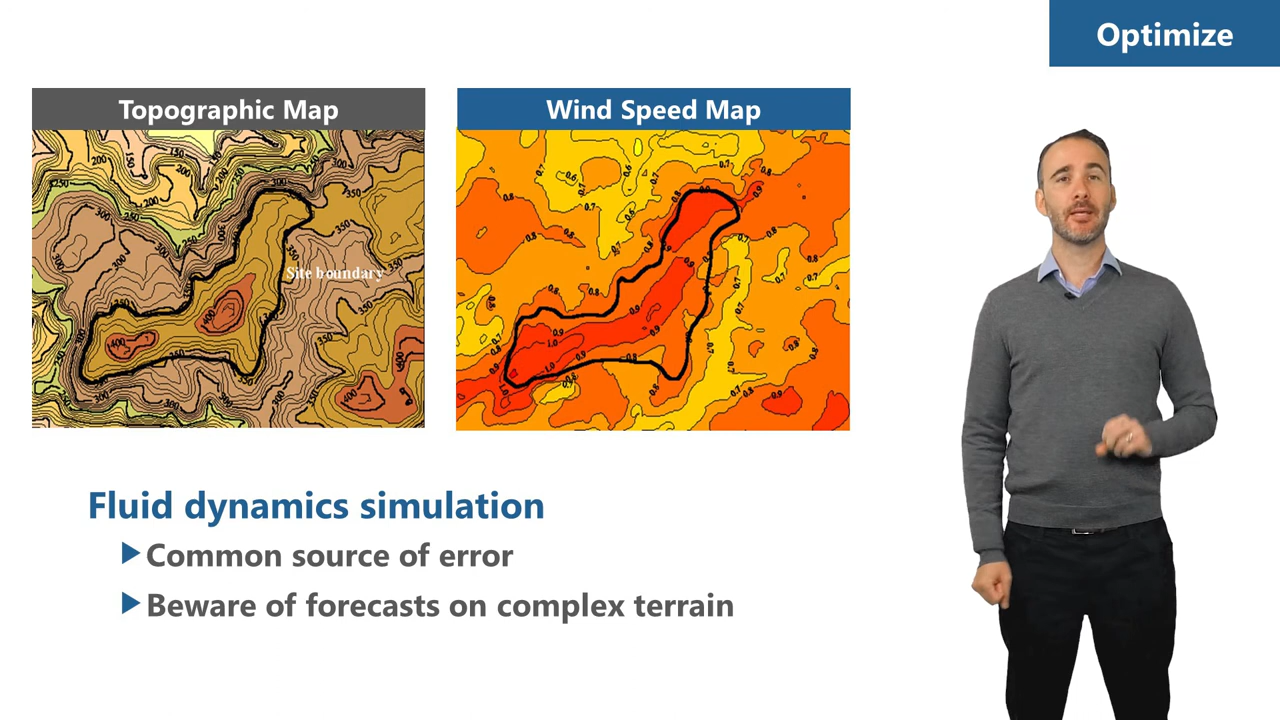 Optimize
Topographic Map
Wind Speed Map
Site boundary
Fluid dynamics simulation
Common source of error
Beware of forecasts on complex terrain